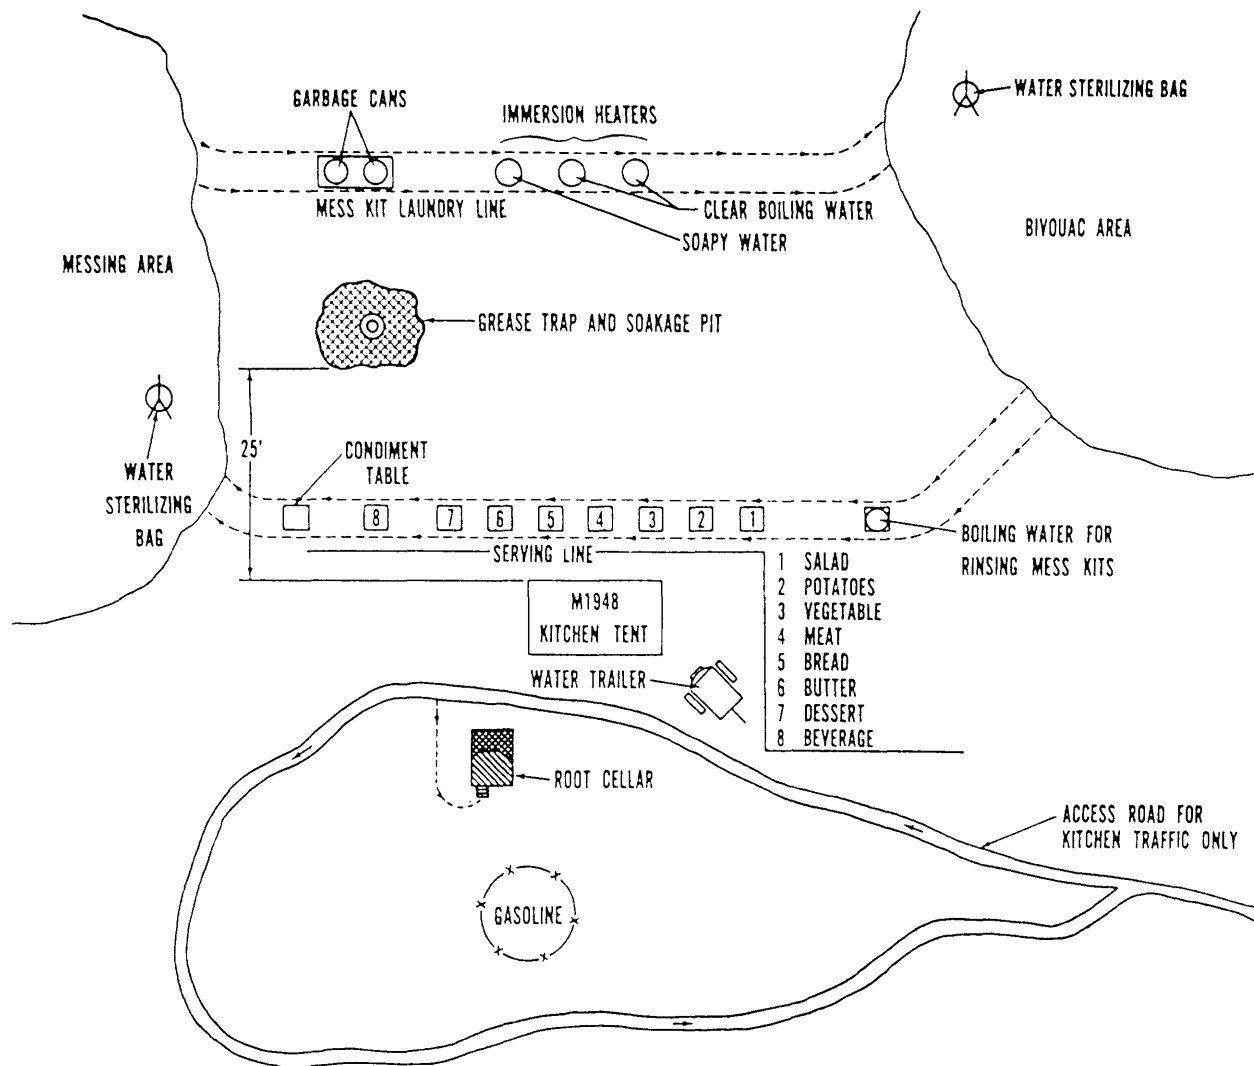 GARBAGE CANS
IMMERSION HEATERS
WATER STERILIZING BAG
MESS KIT LAUNDRY LINE
CLEAR BOILING WATER
SOAPY WATER
BIVOUAC AREA
MESSING AREA
GREASE TRAP AND SOAKAGE PIT
25'
CONDIMENT
TABLE
WATER
STERILIZING
BAG
8 7 6 5 4 3 2 1
BOILING WATER FOR
RINSING MESS KITS
SERVING LINE
1 SALAD
2 POTATOES
3 VEGETABLE
4 MEAT
5 BREAD
6 BUTTER
7 DESSERT
8 BEVERAGE
M1948
KITCHEN TENT
WATER TRAILER
ROOT CELLAR
ACCESS ROAD FOR
KITCHEN TRAFFIC ONLY
GASOLINE